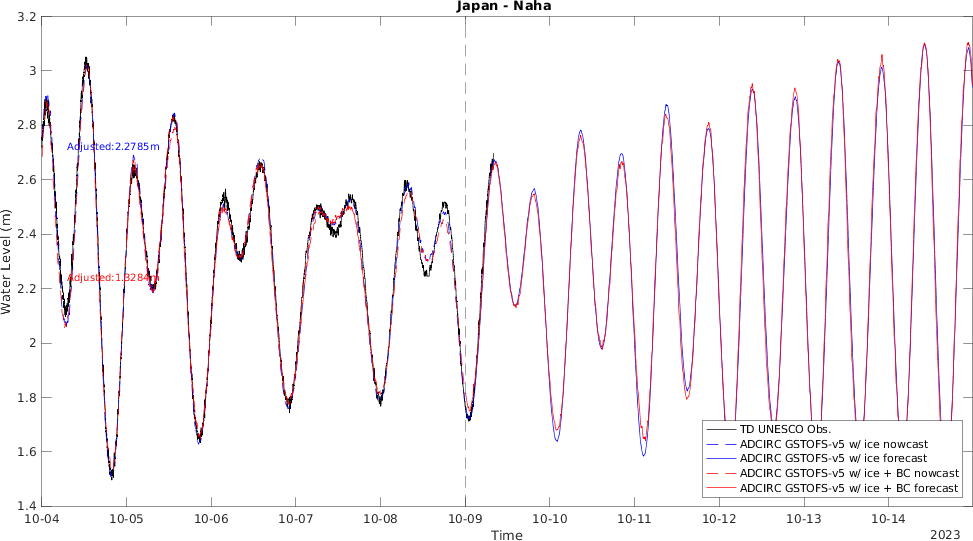 Japan - Naha
Water Level (m)
3.2
3
2.8
2.6
2.4
2.2
2
1.8
1.6
1.4
Adjusted:2.2785m
Adjusted:1.3284m
TD UNESCO Obs.
ADCIRC GSTOFS-v5 w/ ice nowcast
ADCIRC GSTOFS-v5 w/ ice forecast
ADCIRC GSTOFS-v5 w/ ice + BC nowcast
ADCIRC GSTOFS-v5 w/ ice + BC forecast
10-04 10-05 10-06 10-07 10-08 10-09 10-10 10-11 10-12 10-13 10-14
Time
2023